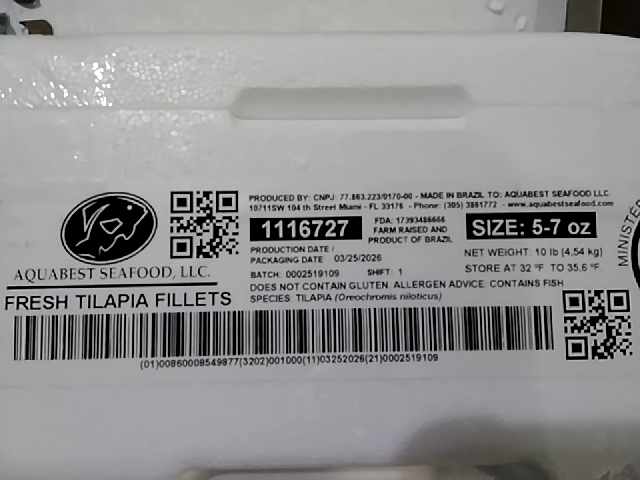 PRODUCED BY: CNPJ: 77.863.223/0170-00 - MADE IN BRAZIL TO: AQUABEST SEAFOOD LLC.
10711SW 104 th Street Miami - FL 33176 - Phone: (305) 3861772 - www.aquabestseafood.com
1116727
FDA: 17393486666
FARM RAISED AND
PRODUCT OF BRAZIL
SIZE: 5-7 oz
PRODUCTION DATE /
PACKAGING DATE 03/25/2026
NET WEIGHT: 10 lb (4,54 kg)
BATCH: 0002519109 SHIFT: 1
STORE AT 32 °F TO 35,6 °F
DOES NOT CONTAIN GLUTEN. ALLERGEN ADVICE: CONTAINS FISH
SPECIES: TILAPIA (Oreochromis niloticus)
AQUABEST SEAFOOD, LLC.
FRESH TILAPIA FILLETS
(01)00860008549877(3202)001000(11)03252026(21)0002519109